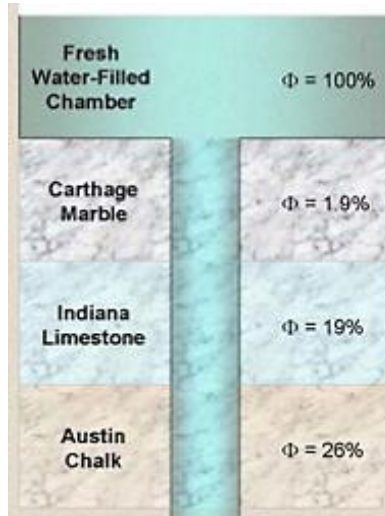 Fresh
Water-Filled
Chamber
Φ = 100%
Carthage
Marble
Φ = 1.9%
Indiana
Limestone
Φ = 19%
Austin
Chalk
Φ = 26%